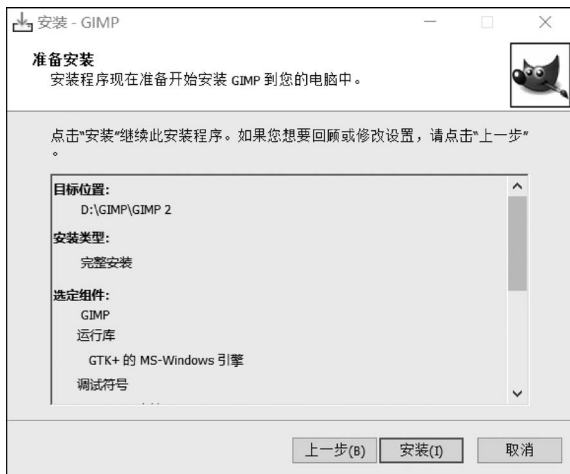 安装 - GIMP
准备安装
安装程序现在准备开始安装 GIMP 到您的电脑中。
点击“安装”继续此安装程序。如果您想要回顾或修改设置，请点击“上一步”
。
目标位置:
D:\GIMP\GIMP 2
安装类型:
完整安装
选定组件:
GIMP
运行库
GTK+ 的 MS-Windows 引擎
调试符号
上一步(B) 安装(I) 取消